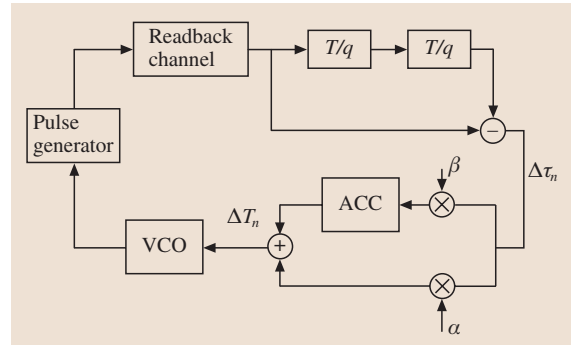 Readback
channel
T/q
T/q
Pulse
generator
−
Δτn
β
ACC
ΔTn
VCO
+
×
×
α